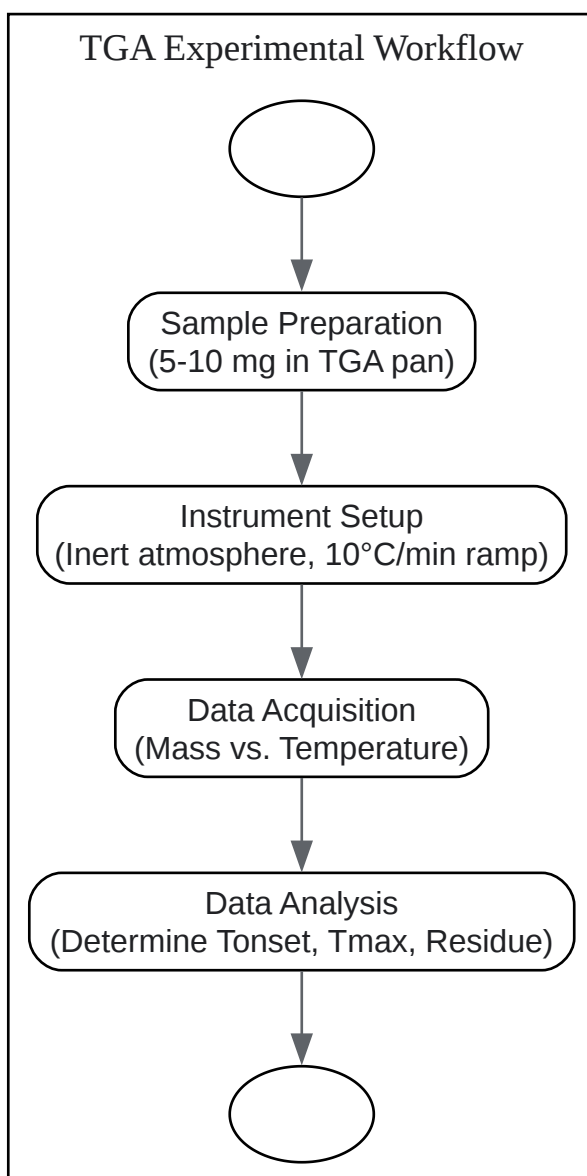 TGA Experimental Workflow
Sample Preparation
(5-10 mg in TGA pan)
Instrument Setup
(Inert atmosphere, 10°C/min ramp)
Data Acquisition
(Mass vs. Temperature)
Data Analysis
(Determine Tonset, Tmax, Residue)